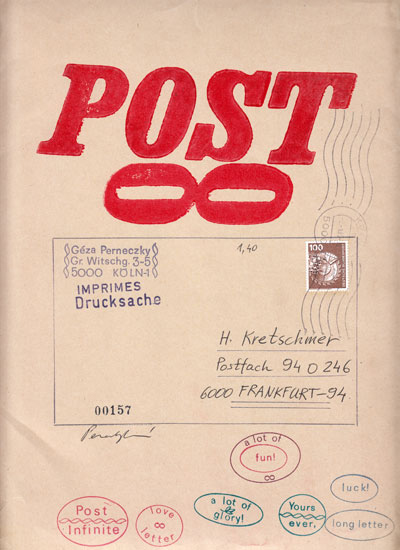 POST
∞
Géza Perneczky
Gr. Witschg. 3-5
5000 KÖLN-1
IMPRIMES
Drucksache
1,40
100
H. Kretschmer
Postfach 94 0 246
6000 FRANKFURT-94
00157
a lot of
fun!
∞
luck!
Post
Infinite
love
∞
letter
a lot of
glory!
Yours
ever,
long letter